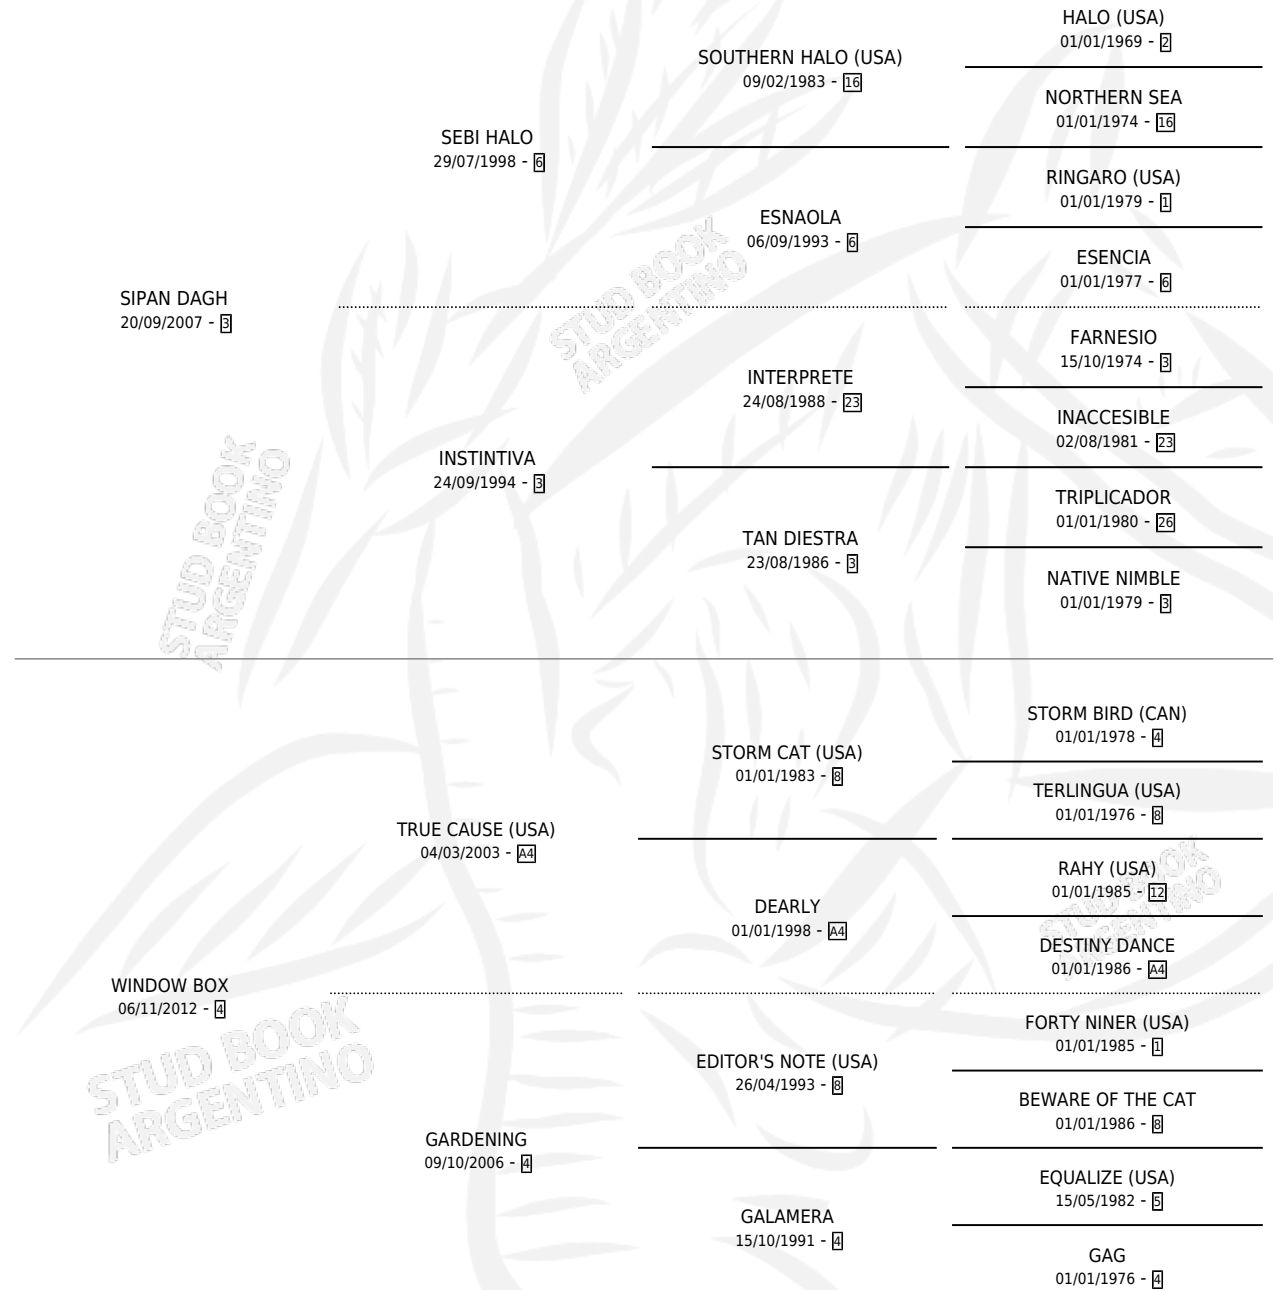 HALO (USA)
01/01/1969 - 2
SOUTHERN HALO (USA)
09/02/1983 - 16
NORTHERN SEA
01/01/1974 - 16
SEBI HALO
29/07/1998 - 6
RINGARO (USA)
01/01/1979 - 1
ESNAOLA
06/09/1993 - 6
ESENCIA
01/01/1977 - 6
SIPAN DAGH
20/09/2007 - 3
STUD BOOK
ARGENTINO
FARNESIO
15/10/1974 - 3
INTERPRETE
24/08/1988 - 23
INACCESIBLE
02/08/1981 - 23
INSTINTIVA
24/09/1994 - 3
TRIPLICADOR
01/01/1980 - 26
TAN DIESTRA
23/08/1986 - 3
NATIVE NIMBLE
01/01/1979 - 3
STUD BOOK
ARGENTINO
STORM BIRD (CAN)
01/01/1978 - 4
STORM CAT (USA)
01/01/1983 - 8
TERLINGUA (USA)
01/01/1976 - 8
TRUE CAUSE (USA)
04/03/2003 - A4
RAHY (USA)
01/01/1985 - 12
DEARLY
01/01/1998 - A4
STUD BOOK
ARGENTINO
DESTINY DANCE
01/01/1986 - A4
WINDOW BOX
06/11/2012 - 4
FORTY NINER (USA)
01/01/1985 - 1
EDITOR'S NOTE (USA)
26/04/1993 - 8
STUD BOOK
ARGENTINO
BEWARE OF THE CAT
01/01/1986 - 8
GARDENING
09/10/2006 - 4
EQUALIZE (USA)
15/05/1982 - 5
GALAMERA
15/10/1991 - 4
GAG
01/01/1976 - 4